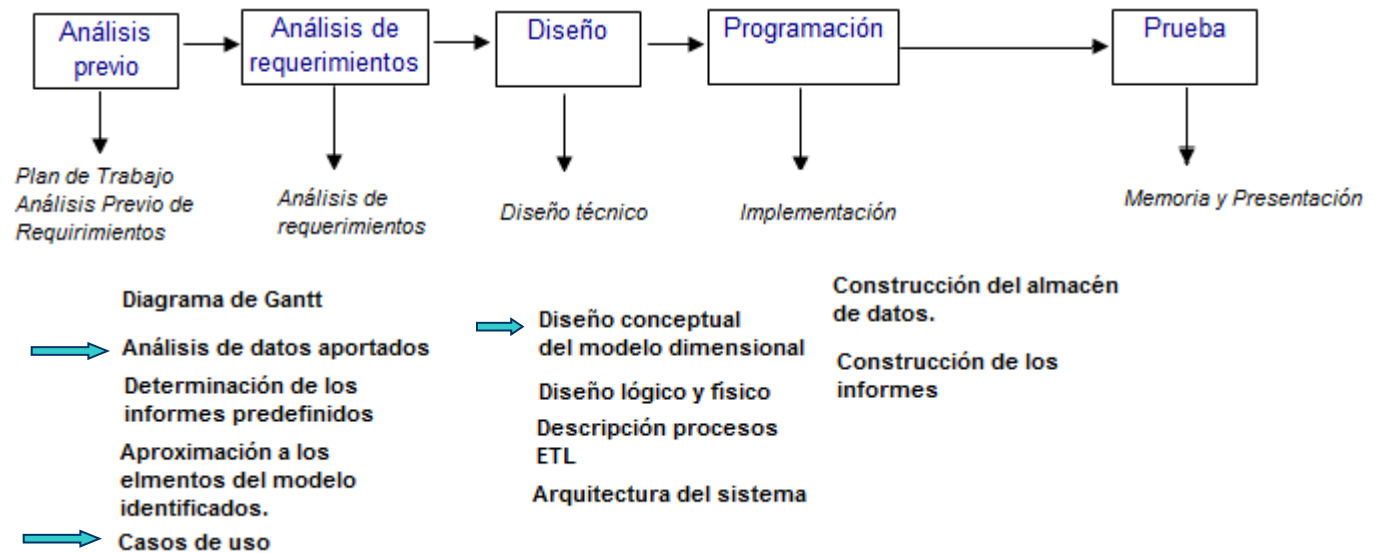 Análisis
previo
Análisis de
requerimientos
Diseño
Programación
Prueba
Plan de Trabajo
Análisis Previo de
Requirimientos
Análisis de
requerimientos
Diseño técnico
Implementación
Memoria y Presentación
Diagrama de Gantt
Análisis de datos aportados
Determinación de los
informes predefinidos
Aproximación a los
elmentos del modelo
identificados.
Casos de uso
Diseño conceptual
del modelo dimensional
Diseño lógico y físico
Descripción procesos
ETL
Arquitectura del sistema
Construcción del almacén
de datos.
Construcción de los
informes